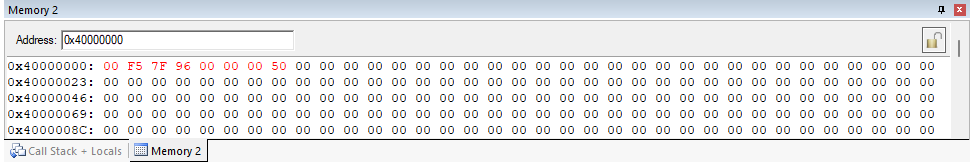 Memory 2
Address: 0x40000000
0x40000000: 00 F5 7F 96 00 00 00 50 00 00 00 00 00 00 00 00 00 00 00 00 00 00 00 00 00 00 00 00 00 00 00 00 00 00 00
0x40000023: 00 00 00 00 00 00 00 00 00 00 00 00 00 00 00 00 00 00 00 00 00 00 00 00 00 00 00 00 00 00 00 00 00 00 00
0x40000046: 00 00 00 00 00 00 00 00 00 00 00 00 00 00 00 00 00 00 00 00 00 00 00 00 00 00 00 00 00 00 00 00 00 00 00
0x40000069: 00 00 00 00 00 00 00 00 00 00 00 00 00 00 00 00 00 00 00 00 00 00 00 00 00 00 00 00 00 00 00 00 00 00 00
0x4000008C: 00 00 00 00 00 00 00 00 00 00 00 00 00 00 00 00 00 00 00 00 00 00 00 00 00 00 00 00 00 00 00 00 00 00 00
Call Stack + Locals Memory 2